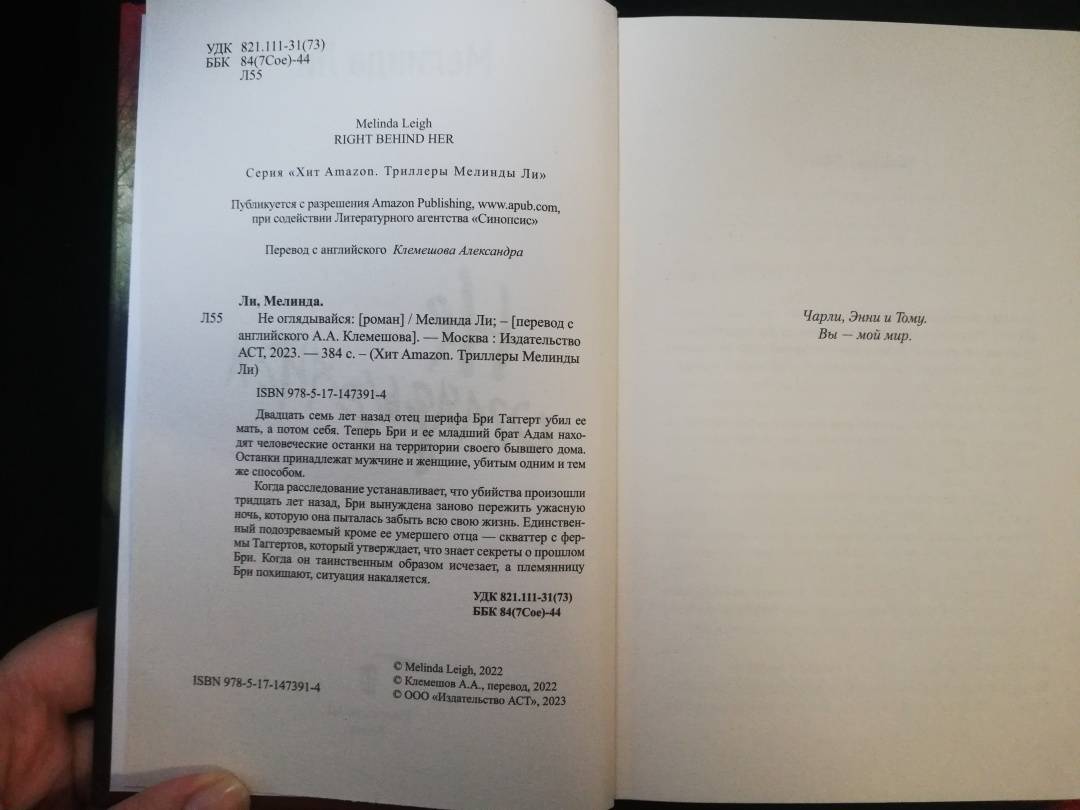 УДК 821.111-31(73)
ББК 84(7Сое)-44
Л55
Melinda Leigh
RIGHT BEHIND HER
Серия «Хит Amazon. Триллеры Мелинды Ли»
Публикуется с разрешения Amazon Publishing, www.apub.com,
при содействии Литературного агентства «Синопсис»
Перевод с английского Клемешова Александра
Ли, Мелинда.
Л55 Не оглядывайся: [роман] / Мелинда Ли; – [перевод с
английского А.А. Клемешова]. — Москва : Издательство
АСТ, 2023. — 384 с. – (Хит Amazon. Триллеры Мелинды
Ли)
ISBN 978-5-17-147391-4
Двадцать семь лет назад отец шерифа Бри Таггерт убил ее
мать, а потом себя. Теперь Бри и ее младший брат Адам нахо-
дят человеческие останки на территории своего бывшего дома.
Останки принадлежат мужчине и женщине, убитым одним и тем
же способом.
Когда расследование устанавливает, что убийства произошли
тридцать лет назад, Бри вынуждена заново пережить ужасную
ночь, которую она пыталась забыть всю свою жизнь. Единствен-
ный подозреваемый кроме ее умершего отца — скваттер с фер-
мы Таггертов, который утверждает, что знает секреты о прошлом
Бри. Когда он таинственным образом исчезает, а племянницу
Бри похищают, ситуация накаляется.
УДК 821.111-31(73)
ББК 84(7Сое)-44
ISBN 978-5-17-147391-4
© Melinda Leigh, 2022
© Клемешов А.А., перевод, 2022
© ООО «Издательство АСТ», 2023
Чарли, Энни и Тому.
Вы — мой мир.